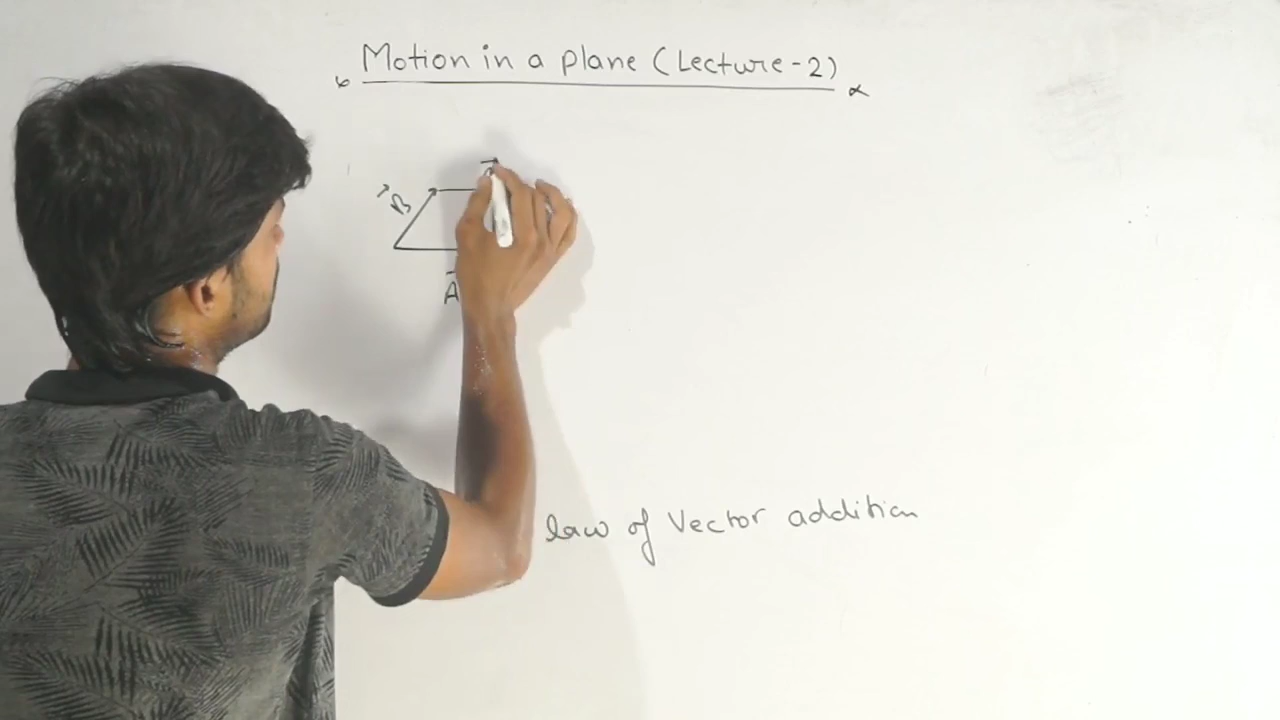 Motion in a plane (Lecture-2)
B
A
law of Vector addition